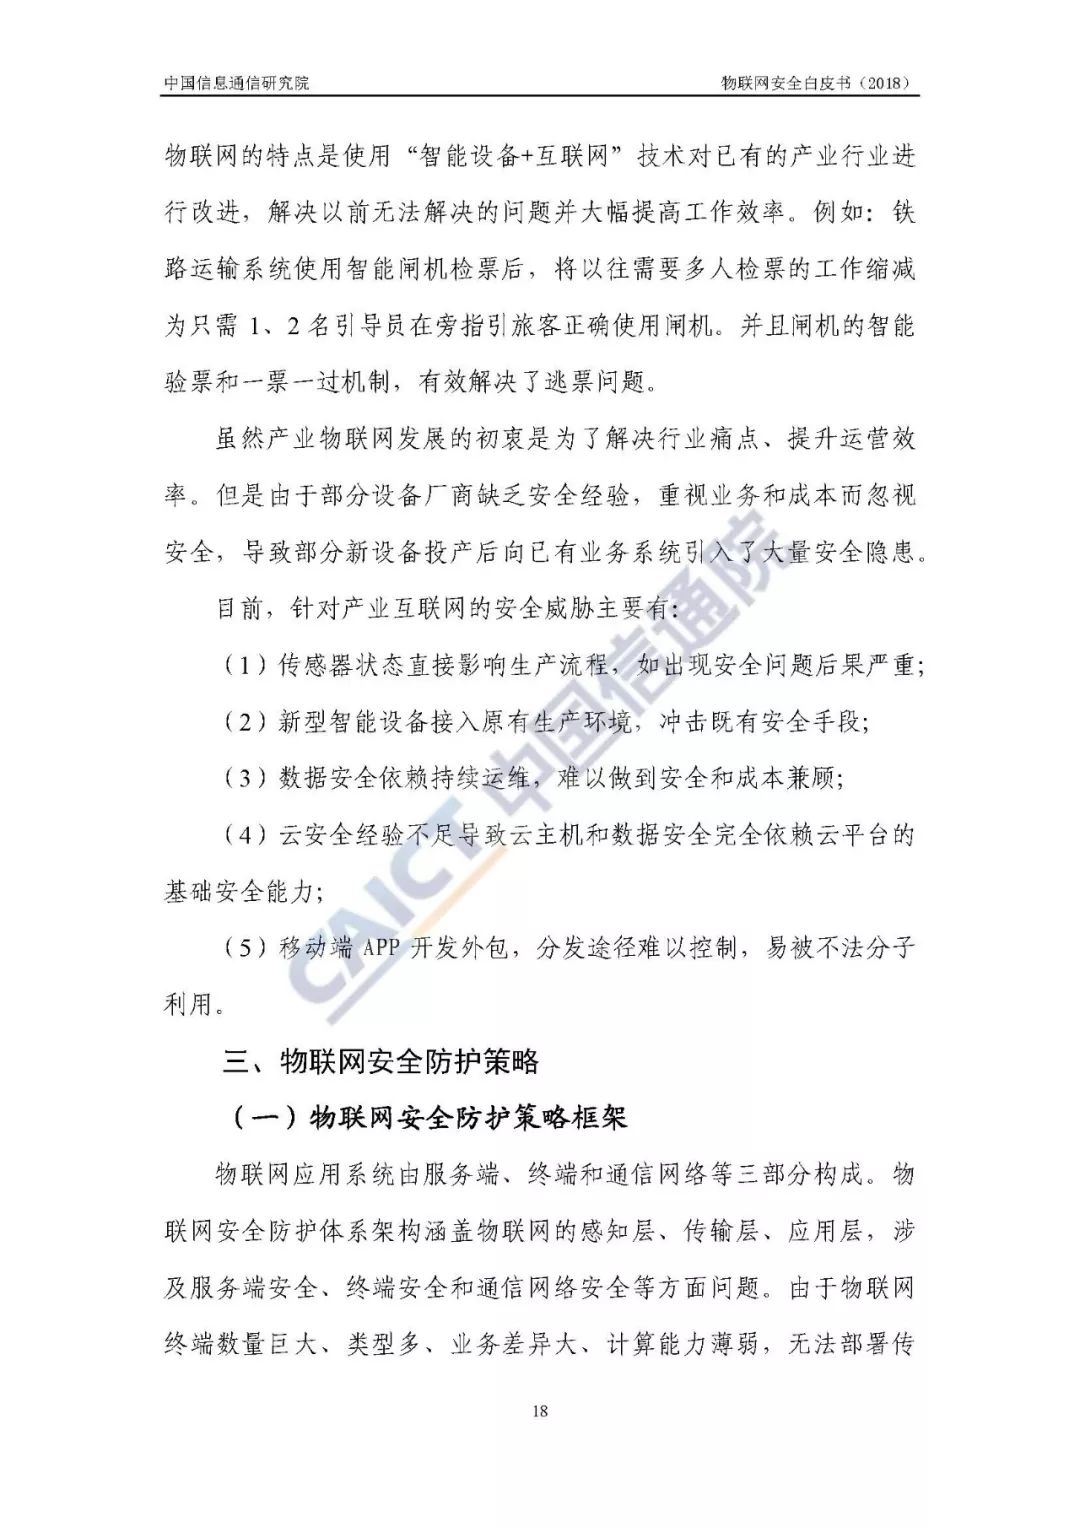 中国信息通信研究院
物联网安全白皮书（2018）
物联网的特点是使用“智能设备+互联网”技术对已有的产业行业进
行改进，解决以前无法解决的问题并大幅提高工作效率。例如：铁
路运输系统使用智能闸机检票后，将以往需要多人检票的工作缩减
为只需 1、2 名引导员在旁指引旅客正确使用闸机。并且闸机的智能
验票和一票一过机制，有效解决了逃票问题。
虽然产业物联网发展的初衷是为了解决行业痛点、提升运营效
率。但是由于部分设备厂商缺乏安全经验，重视业务和成本而忽视
安全，导致部分新设备投产后向已有业务系统引入了大量安全隐患。
目前，针对产业互联网的安全威胁主要有：
（1）传感器状态直接影响生产流程，如出现安全问题后果严重；
（2）新型智能设备接入原有生产环境，冲击既有安全手段；
（3）数据安全依赖持续运维，难以做到安全和成本兼顾；
（4）云安全经验不足导致云主机和数据安全完全依赖云平台的
基础安全能力；
（5）移动端 APP 开发外包，分发途径难以控制，易被不法分子
利用。
三、物联网安全防护策略
（一）物联网安全防护策略框架
物联网应用系统由服务端、终端和通信网络等三部分构成。物
联网安全防护体系架构涵盖物联网的感知层、传输层、应用层，涉
及服务端安全、终端安全和通信网络安全等方面问题。由于物联网
终端数量巨大、类型多、业务差异大、计算能力薄弱，无法部署传
18
CAICT 中国信通院